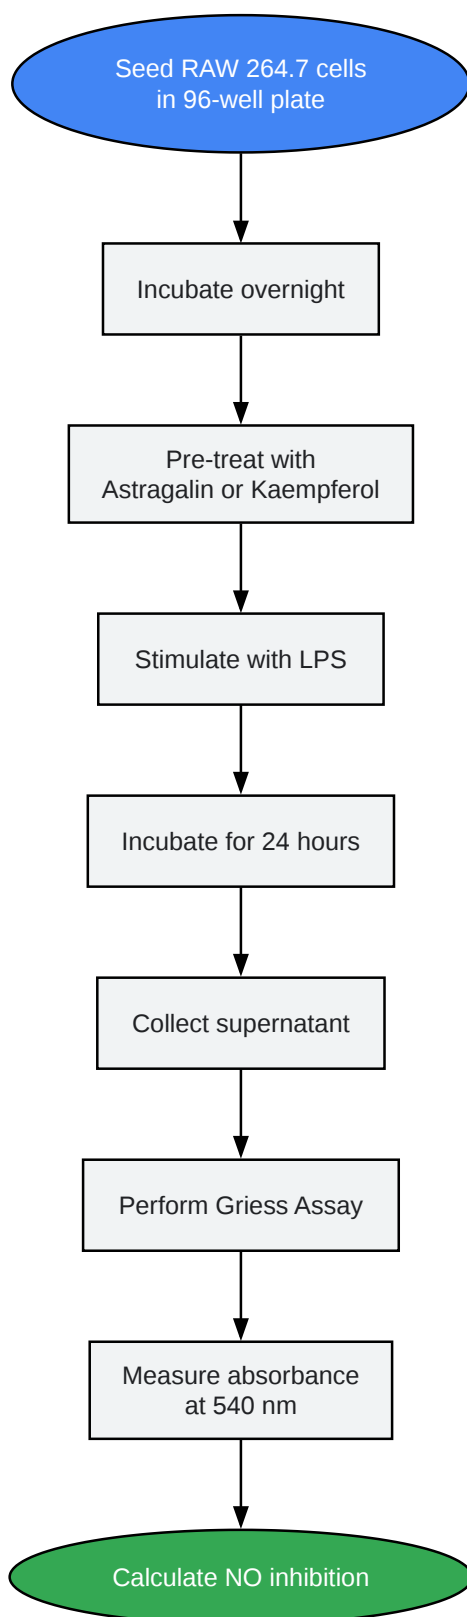 Seed RAW 264.7 cells
in 96-well plate
Incubate overnight
Pre-treat with
Astragalin or Kaempferol
Stimulate with LPS
Incubate for 24 hours
Collect supernatant
Perform Griess Assay
Measure absorbance
at 540 nm
Calculate NO inhibition